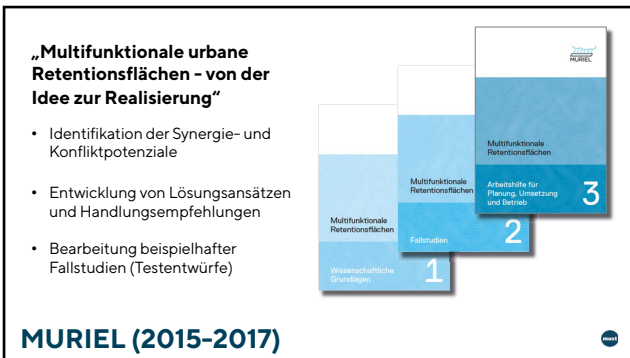 „Multifunktionale urbane
Retentionsflächen - von der
Idee zur Realisierung“
• Identifikation der Synergie- und
Konfliktpotenziale
• Entwicklung von Lösungsansätzen
und Handlungsempfehlungen
• Bearbeitung beispielhafter
Fallstudien (Testentwürfe)
Multifunktionale
Retentionsflächen
Wissenschaftliche
Grundlagen
1
Multifunktionale
Retentionsflächen
Fallstudien
2
MURIEL
Multifunktionale
Retentionsflächen
Arbeitshilfe für
Planung, Umsetzung
und Betrieb
3
MURIEL (2015-2017)
must